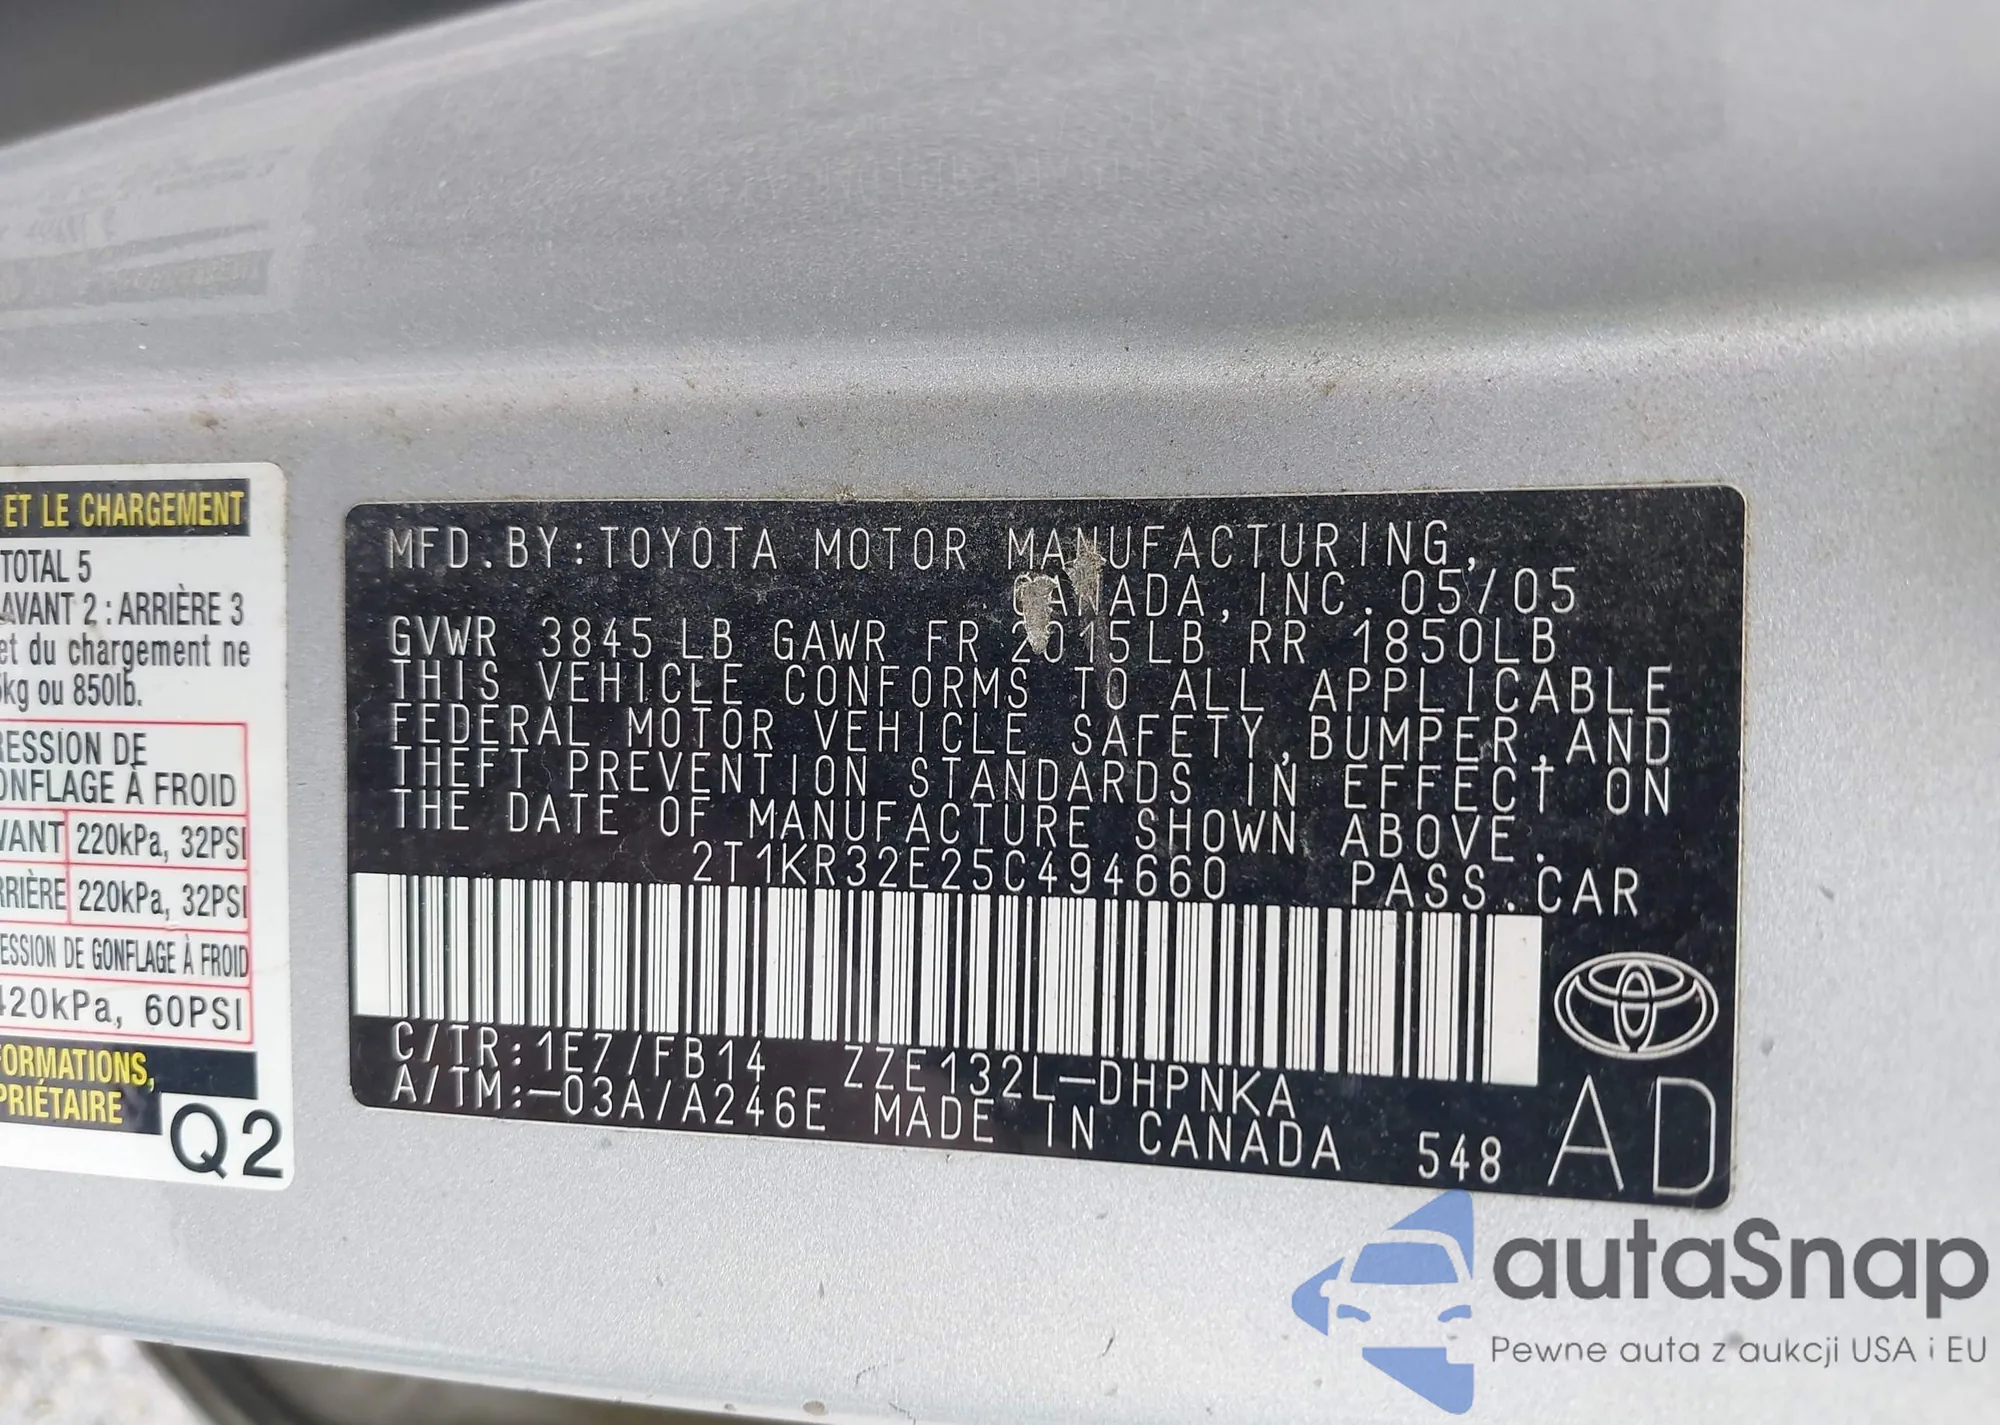 ET LE CHARGEMENT
TOTAL 5
AVANT 2 : ARRIÈRE 3
et du chargement ne
kg ou 850lb.
RESSION DE
ONFLAGE À FROID
VANT 220kPa, 32PSI
RRIÈRE 220kPa, 32PSI
ESSION DE GONFLAGE À FROID
420kPa, 60PSI
FORMATIONS,
PRIÉTAIRE
Q2
MFD.BY:TOYOTA MOTOR MANUFACTURING,
CANADA,INC. 05/05
GVWR 3845LB GAWR FR 2015LB RR 1850LB
THIS VEHICLE CONFORMS TO ALL APPLICABLE
FEDERAL MOTOR VEHICLE SAFETY,BUMPER,AND
THEFT PREVENTION STANDARDS IN EFFECT ON
THE DATE OF MANUFACTURE SHOWN ABOVE.
2T1KR32E25C494660 PASS.CAR
C/TR:1E7/FB14 ZZE132L-DHPNKA
A/TM:-03A/A246E MADE IN CANADA 548
AD
autaSnap
Pewne auta z aukcji USA i EU